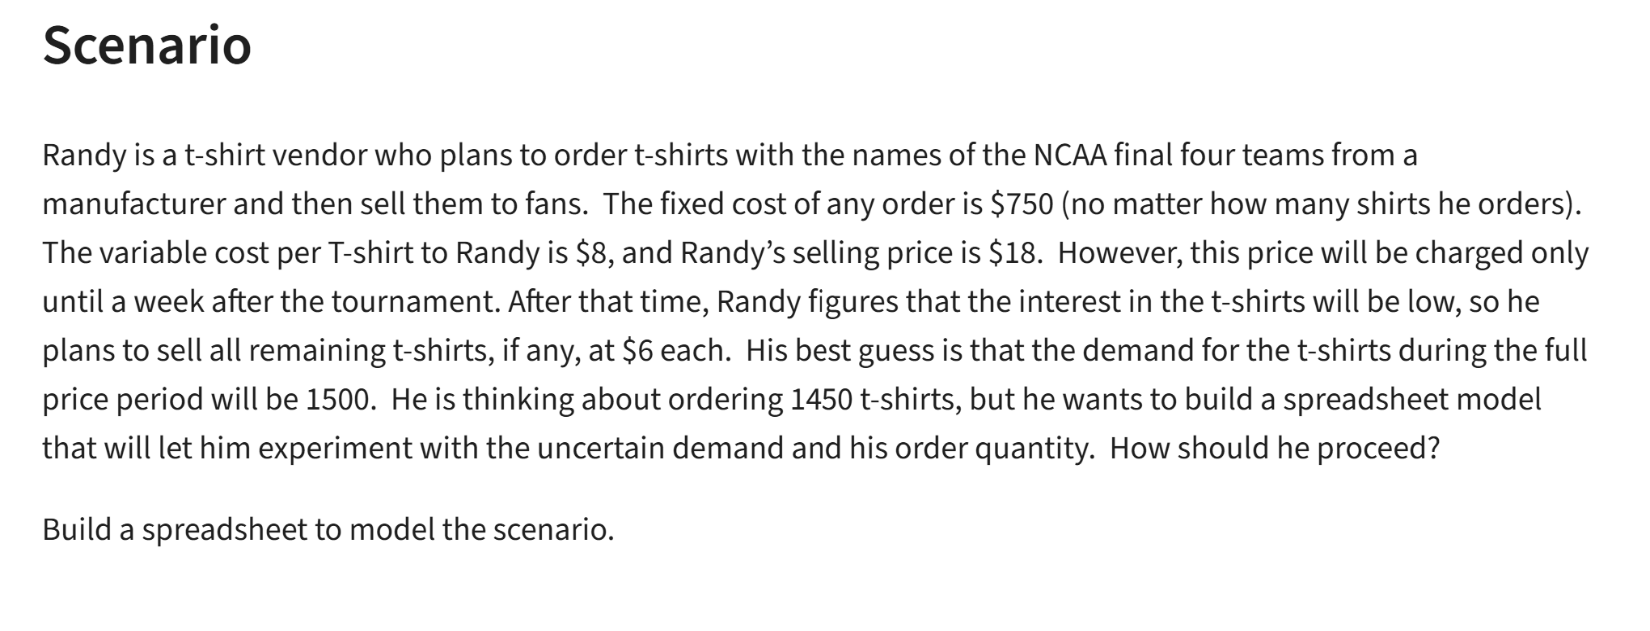 Scenario
Randy is a t-shirt vendor who plans to order t-shirts with the names of the NCAA final four teams from a
manufacturer and then sell them to fans.  The fixed cost of any order is $750 (no matter how many shirts he orders).
The variable cost per T-shirt to Randy is $8, and Randy’s selling price is $18.  However, this price will be charged only
until a week after the tournament. After that time, Randy figures that the interest in the t-shirts will be low, so he
plans to sell all remaining t-shirts, if any, at $6 each.  His best guess is that the demand for the t-shirts during the full
price period will be 1500.  He is thinking about ordering 1450 t-shirts, but he wants to build a spreadsheet model
that will let him experiment with the uncertain demand and his order quantity.  How should he proceed?
Build a spreadsheet to model the scenario.